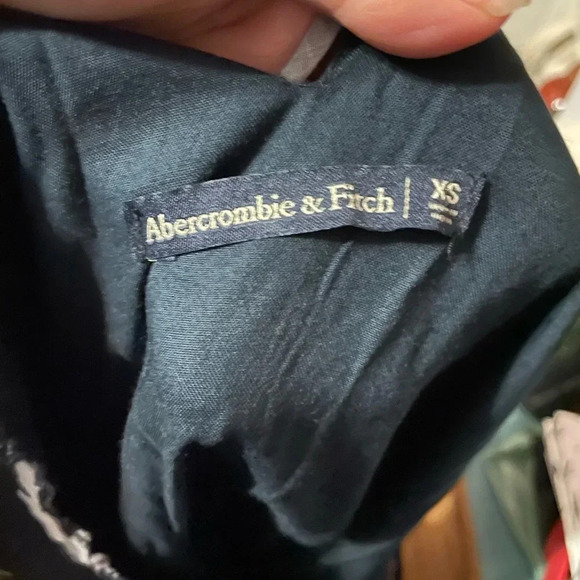 Abercrombie & Fitch | XS